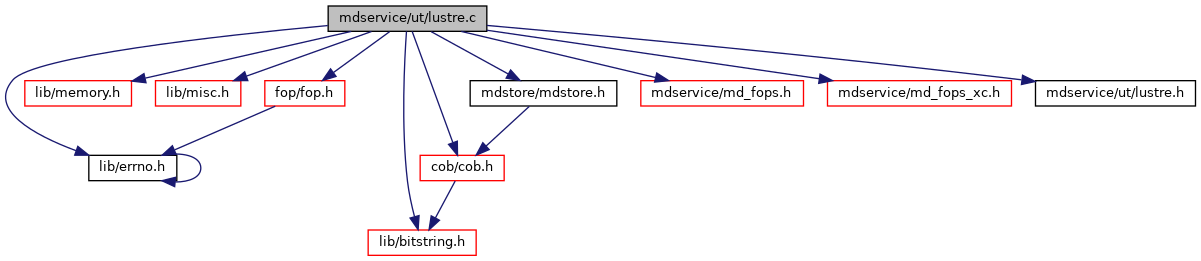 mdservice/ut/lustre.c
lib/memory.h
lib/misc.h
fop/fop.h
mdstore/mdstore.h
mdservice/md_fops.h
mdservice/md_fops_xc.h
mdservice/ut/lustre.h
lib/errno.h
cob/cob.h
lib/bitstring.h